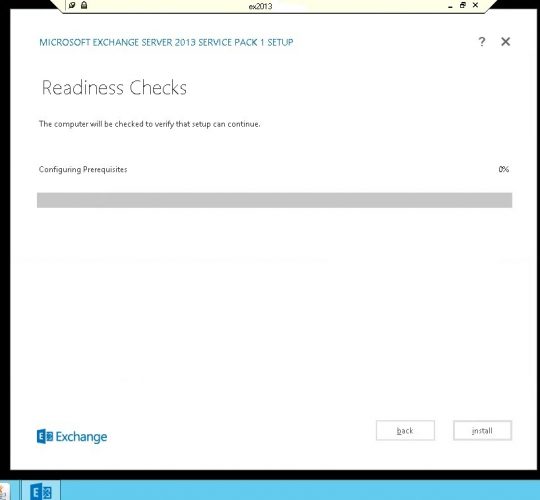 ex2013
MICROSOFT EXCHANGE SERVER 2013 SERVICE PACK 1 SETUP
?
Readiness Checks
The computer will be checked to verify that setup can continue.
Configuring Prerequisites 0%
Exchange
back install